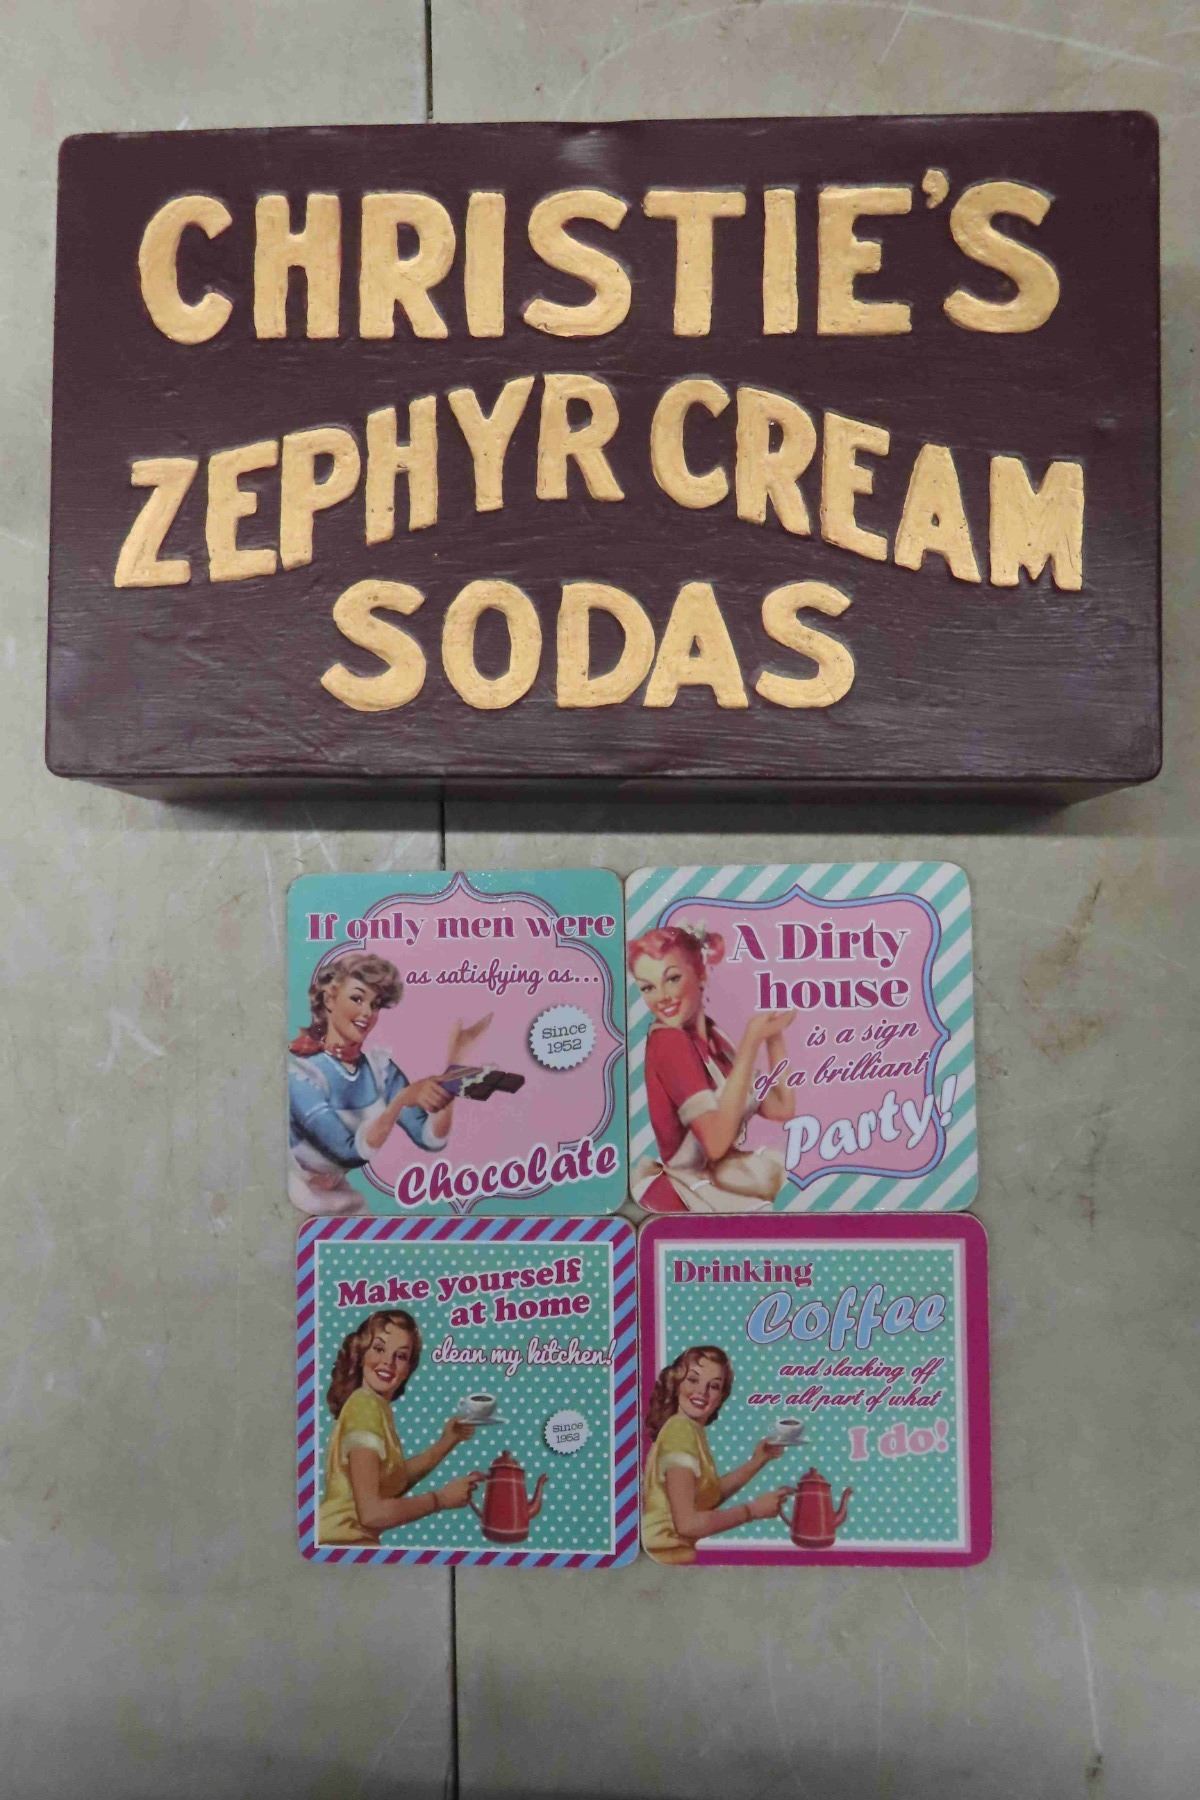 CHRISTIE'S
ZEPHYR CREAM
SODAS
If only men were
as satisfying as...
Since
1952
Chocolate
A Dirty
house
is a sign
of a brilliant
Party!
Make yourself
at home
clean my kitchen!
Since
1952
Drinking
Coffee
and slacking off
are all part of what
I do!